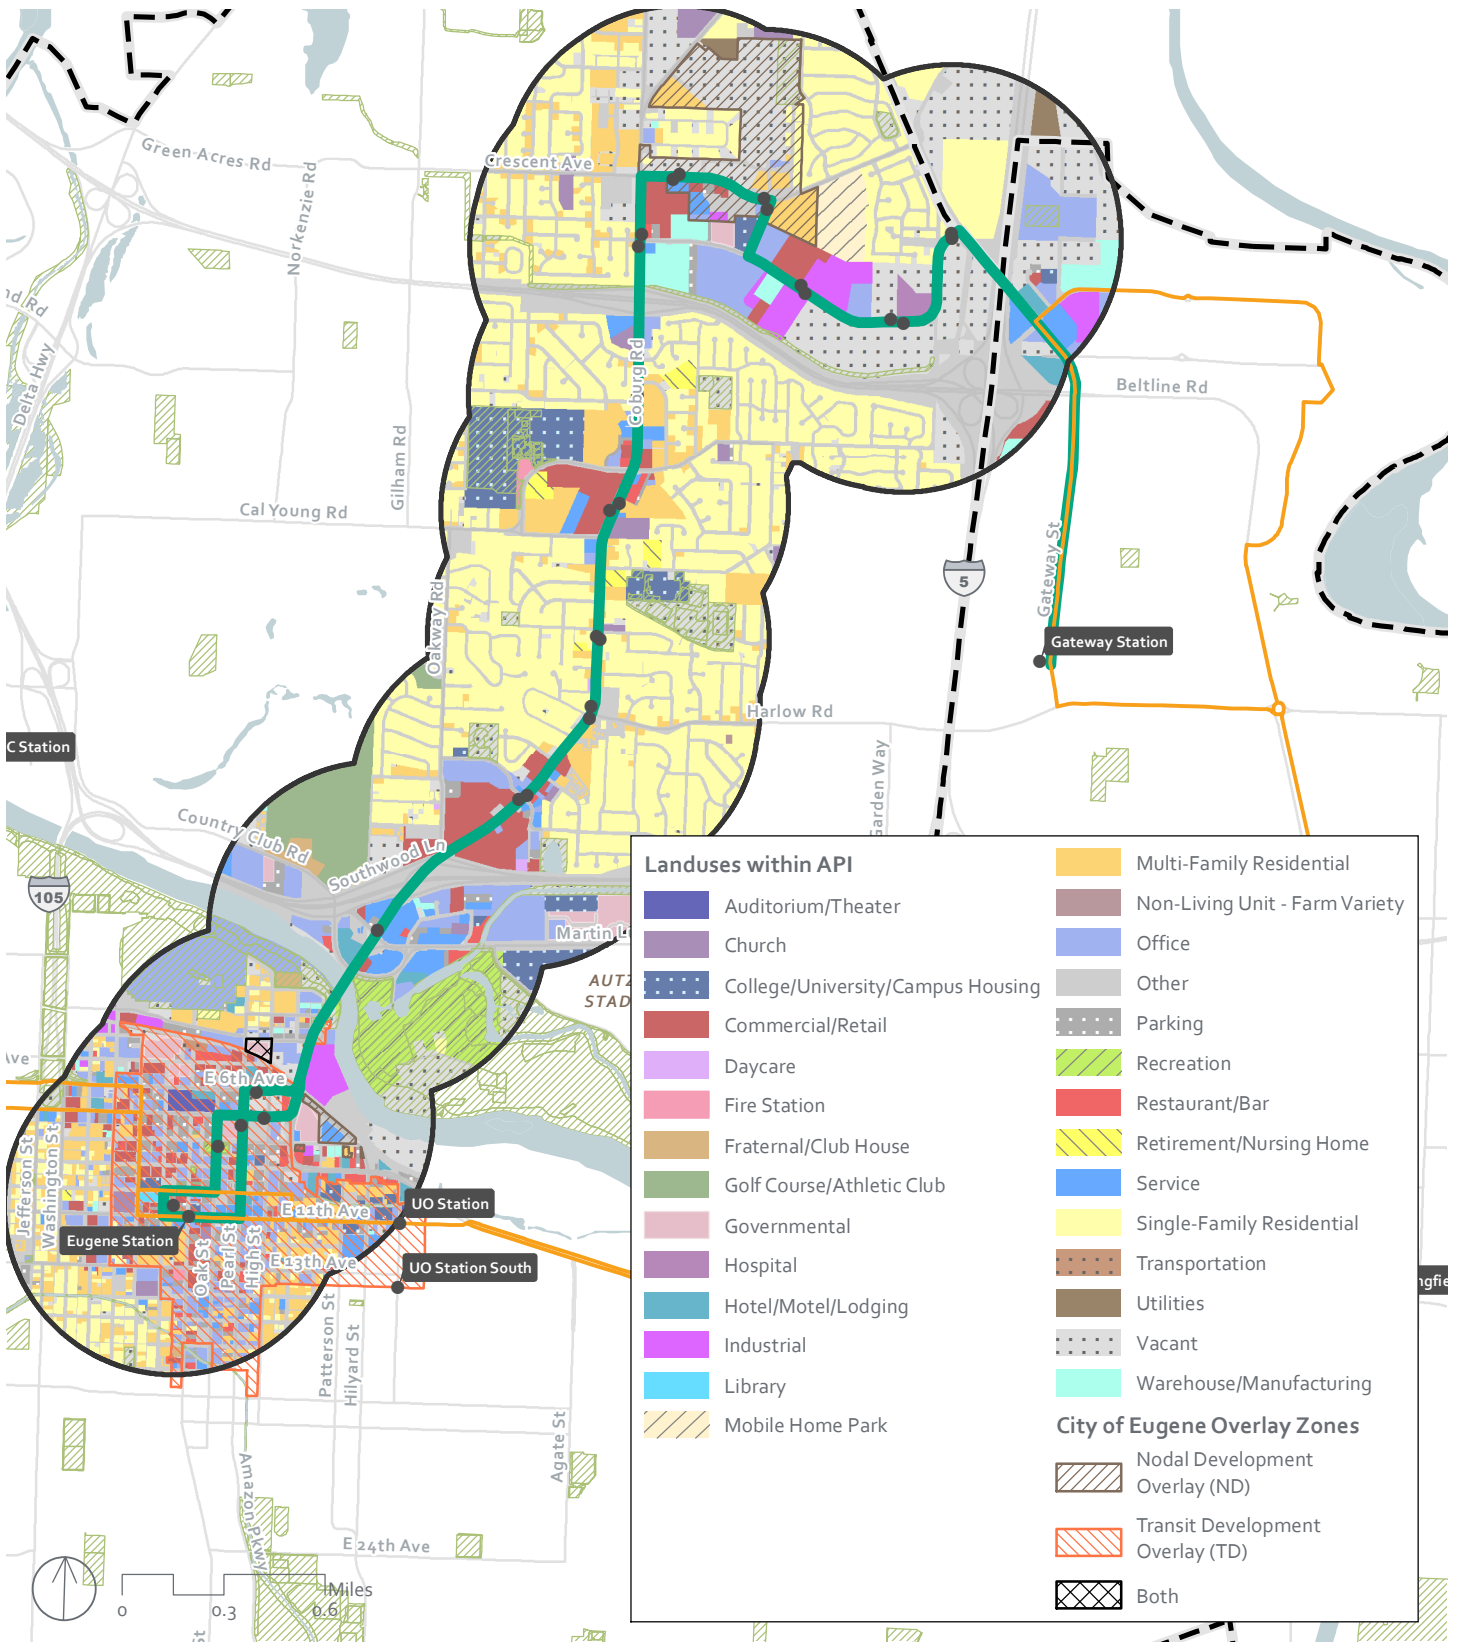 Green Acres Rd
Norkenzie Rd
Crescent Ave
nd Rd
Delta Hwy
Coburg Rd
Beltline Rd
Gilham Rd
Cal Young Rd
Gateway St
5
Oakway Rd
Gateway Station
Harlow Rd
C Station
Garden Way
Country Club Rd
Southwood Ln
105
Martin L
AUTZ
STAD
Ave
E 6th Ave
Jefferson St
Washington St
E 11th Ave
UO Station
Eugene Station
Oak St
Pearl St
High St
E 13th Ave
UO Station South
ngfie
Patterson St
Hilyard St
Agate St
Amazon Pkwy
E 24th Ave
Miles
0
0.3
0.6
St
Landuses within API
Auditorium/Theater
Church
College/University/Campus Housing
Commercial/Retail
Daycare
Fire Station
Fraternal/Club House
Golf Course/Athletic Club
Governmental
Hospital
Hotel/Motel/Lodging
Industrial
Library
Mobile Home Park
Multi-Family Residential
Non-Living Unit - Farm Variety
Office
Other
Parking
Recreation
Restaurant/Bar
Retirement/Nursing Home
Service
Single-Family Residential
Transportation
Utilities
Vacant
Warehouse/Manufacturing
City of Eugene Overlay Zones
Nodal Development
Overlay (ND)
Transit Development
Overlay (TD)
Both